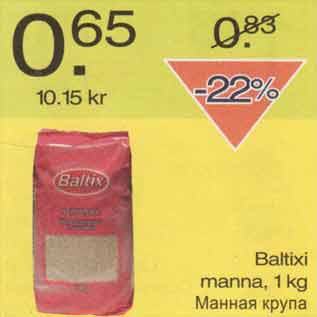 0.65
0.83
10.15 kr
-22%
Baltix
Baltixi
manna, 1 kg
Манная крупа